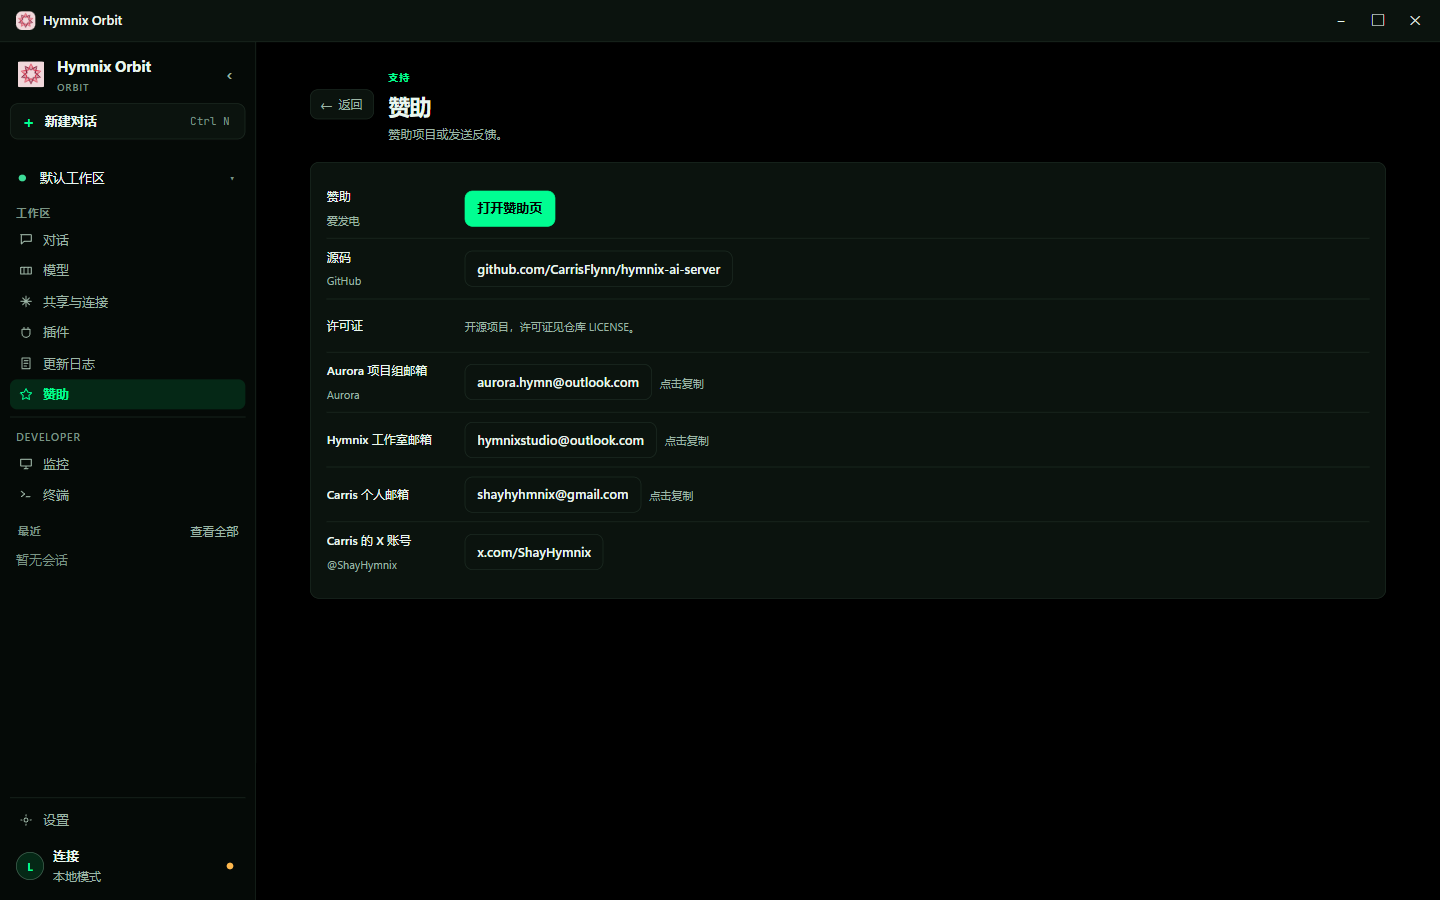 Hymnix Orbit
Hymnix Orbit
ORBIT
新建对话 Ctrl N
默认工作区
工作区
对话
模型
共享与连接
插件
更新日志
赞助
DEVELOPER
监控
终端
最近 查看全部
暂无会话
设置
L
连接
本地模式
← 返回
支持
赞助
赞助项目或发送反馈。
赞助
爱发电
打开赞助页
源码
GitHub
github.com/CarrisFlynn/hymnix-ai-server
许可证
开源项目，许可证见仓库 LICENSE。
Aurora 项目组邮箱
Aurora
aurora.hymn@outlook.com 点击复制
Hymnix 工作室邮箱
hymnixstudio@outlook.com 点击复制
Carris 个人邮箱
shayhyhmnix@gmail.com 点击复制
Carris 的 X 账号
@ShayHymnix
x.com/ShayHymnix